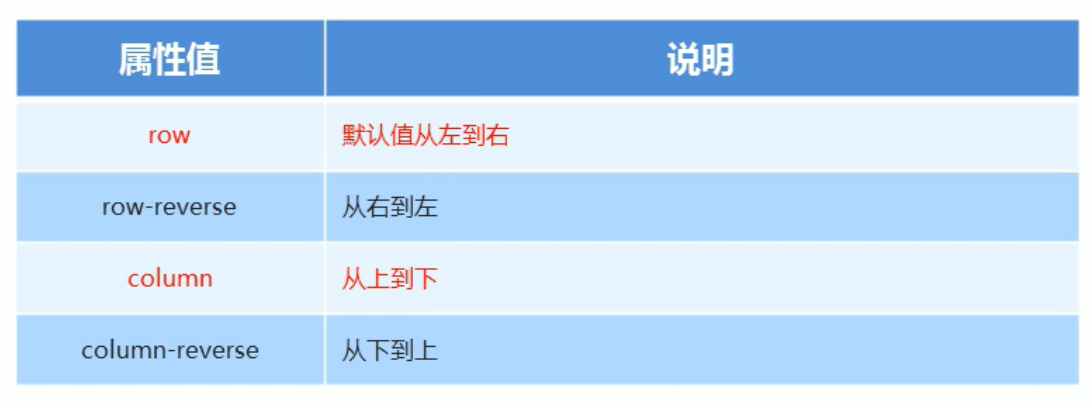 属性值 说明
row 默认值从左到右
row-reverse 从右到左
column 从上到下
column-reverse 从下到上